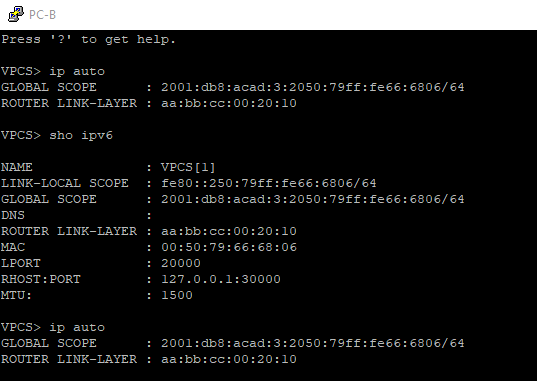 PC-B
Press '?' to get help.
VPCS> ip auto
GLOBAL SCOPE      : 2001:db8:acad:3:2050:79ff:fe66:6806/64
ROUTER LINK-LAYER : aa:bb:cc:00:20:10
VPCS> sho ipv6
NAME              : VPCS[1]
LINK-LOCAL SCOPE  : fe80::250:79ff:fe66:6806/64
GLOBAL SCOPE      : 2001:db8:acad:3:2050:79ff:fe66:6806/64
DNS               :
ROUTER LINK-LAYER : aa:bb:cc:00:20:10
MAC               : 00:50:79:66:68:06
LPORT             : 20000
RHOST:PORT        : 127.0.0.1:30000
MTU:              : 1500
VPCS> ip auto
GLOBAL SCOPE      : 2001:db8:acad:3:2050:79ff:fe66:6806/64
ROUTER LINK-LAYER : aa:bb:cc:00:20:10